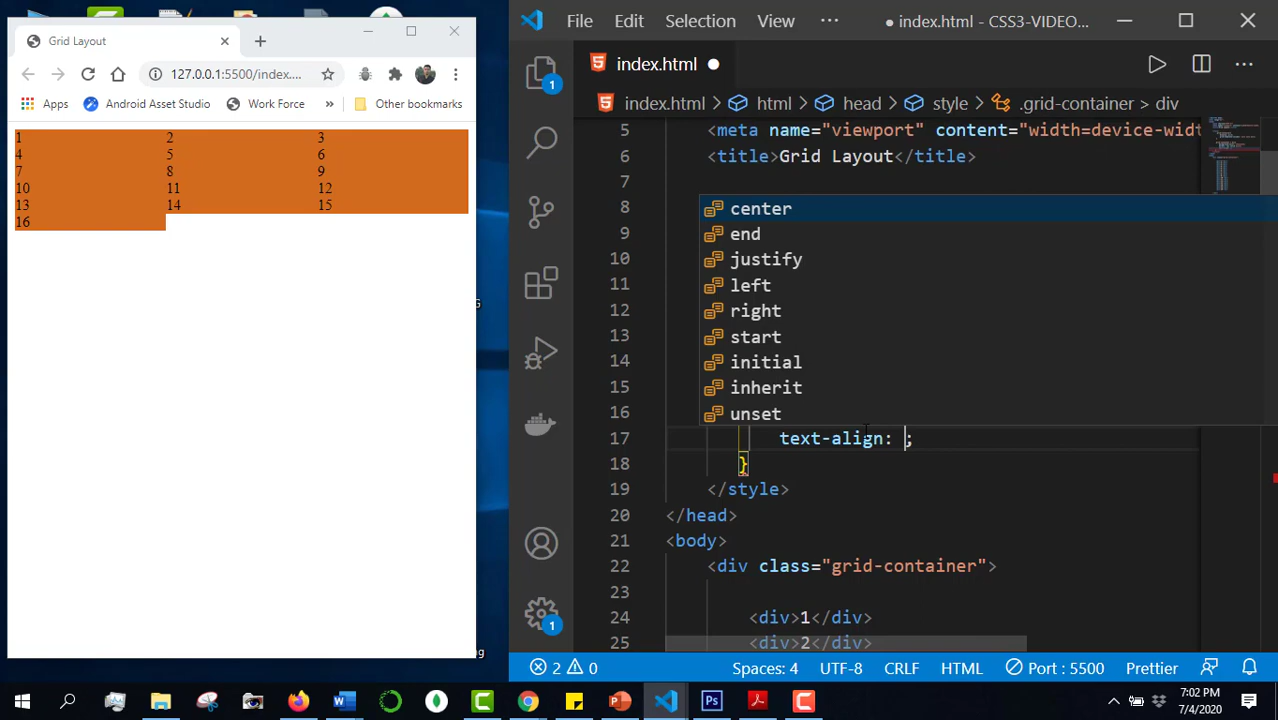 Grid Layout
127.0.0.1:5500/index....
Apps
Android Asset Studio
Work Force
»
Other bookmarks
1 2 3
4 5 6
7 8 9
10 11 12
13 14 15
16
File Edit Selection View ···
● index.html - CSS3-VIDEO...
index.html
index.html > html > head > style > .grid-container > div
5 <meta name="viewport" content="width=device-widt
6 <title>Grid Layout</title>
7
8 center
9 end
10 justify
11 left
12 right
13 start
14 initial
15 inherit
16 unset
17 text-align: ;
18 }
19 </style>
20 </head>
21 <body>
22 <div class="grid-container">
23
24 <div>1</div>
25 <div>2</div>
1
1
2 0
Spaces: 4 UTF-8 CRLF HTML Port : 5500 Prettier
7:02 PM
7/4/2020